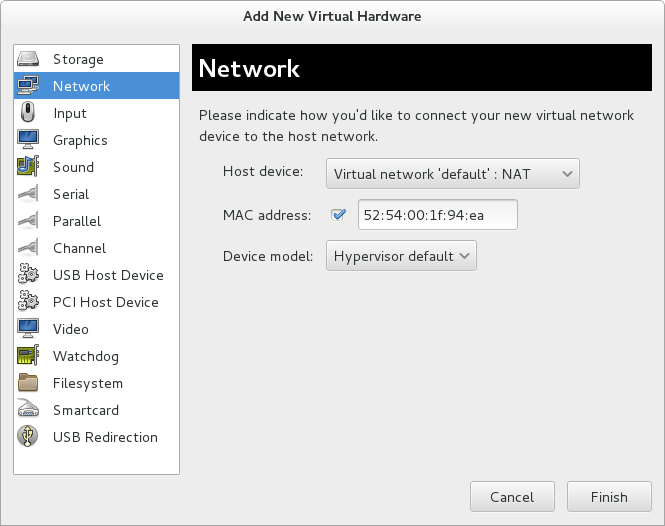 Add New Virtual Hardware
Storage
Network
Input
Graphics
Sound
Serial
Parallel
Channel
USB Host Device
PCI Host Device
Video
Watchdog
Filesystem
Smartcard
USB Redirection
Network
Please indicate how you'd like to connect your new virtual network
device to the host network.
Host device: Virtual network 'default' : NAT
MAC address: 52:54:00:1f:94:ea
Device model: Hypervisor default
Cancel Finish